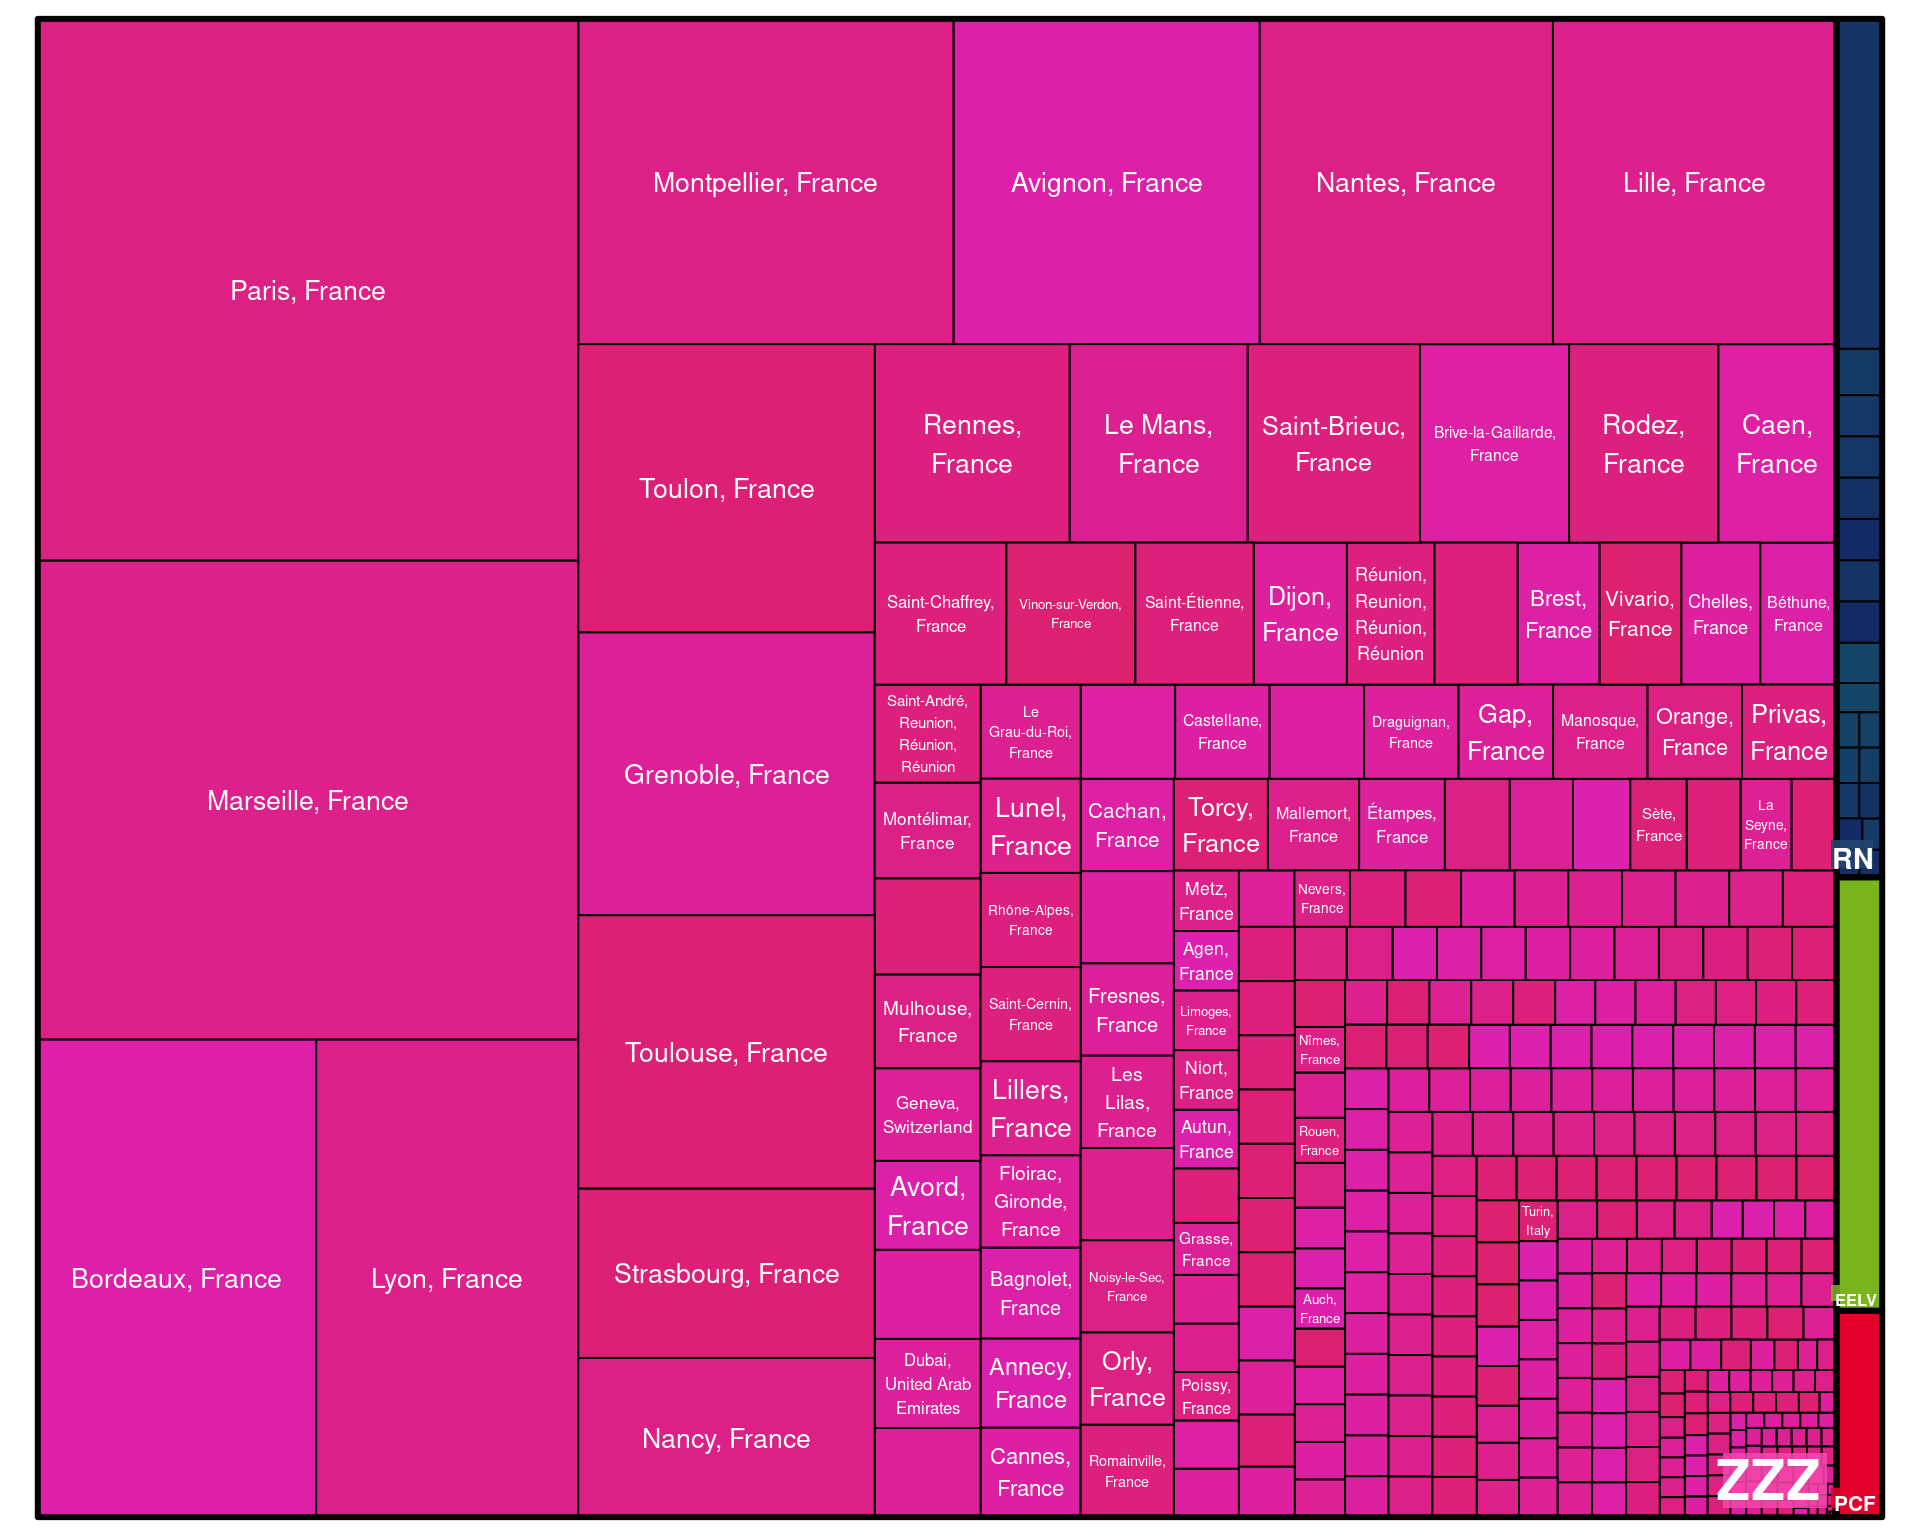 Paris, France
Montpellier, France
Avignon, France
Nantes, France
Lille, France
Marseille, France
Bordeaux, France
Lyon, France
Toulon, France
Grenoble, France
Toulouse, France
Strasbourg, France
Nancy, France
Rennes,
France
Le Mans,
France
Saint-Brieuc,
France
Brive-la-Gaillarde,
France
Rodez,
France
Caen,
France
Saint-Chaffrey,
France
Vinon-sur-Verdon,
France
Saint-Étienne,
France
Dijon,
France
Réunion,
Reunion,
Réunion,
Réunion
Brest,
France
Vivario,
France
Chelles,
France
Béthune,
France
Saint-André,
Reunion,
Réunion,
Réunion
Le
Grau-du-Roi,
France
Castellane,
France
Draguignan,
France
Gap,
France
Manosque,
France
Orange,
France
Privas,
France
Montélimar,
France
Lunel,
France
Cachan,
France
Torcy,
France
Mallemort,
France
Étampes,
France
Sète,
France
La
Seyne,
France
Rhône-Alpes,
France
Metz,
France
Nevers,
France
Agen,
France
Mulhouse,
France
Saint-Cernin,
France
Fresnes,
France
Limoges,
France
Nîmes,
France
Geneva,
Switzerland
Lillers,
France
Les
Lilas,
France
Niort,
France
Autun,
France
Rouen,
France
Avord,
France
Floirac,
Gironde,
France
Grasse,
France
Turin,
Italy
Bagnolet,
France
Noisy-le-Sec,
France
Auch,
France
Dubai,
United Arab
Emirates
Annecy,
France
Orly,
France
Poissy,
France
Cannes,
France
Romainville,
France
ZZZ
RN
EELV
PCF